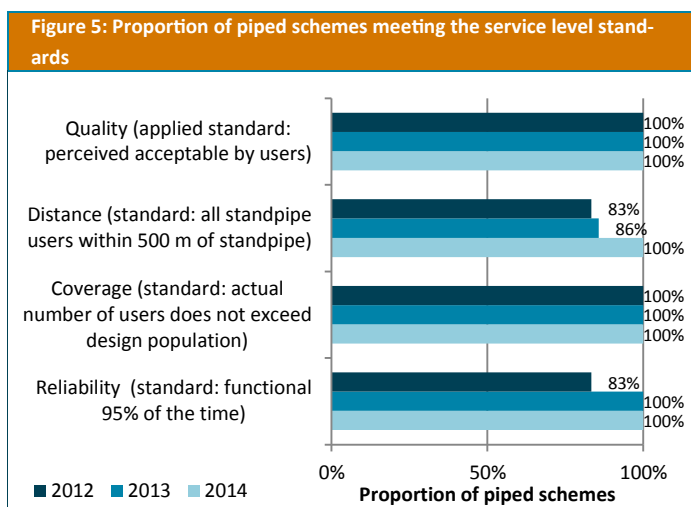 Figure 5: Proportion of piped schemes meeting the service level stand-
ards
Quality (applied standard:
perceived acceptable by users)
100%
100%
100%
Distance (standard: all standpipe
users within 500 m of standpipe)
83%
86%
100%
Coverage (standard: actual
number of users does not exceed
design population)
100%
100%
100%
Reliability (standard: functional
95% of the time)
83%
100%
100%
0% 50% 100%
2012 2013 2014
Proportion of piped schemes